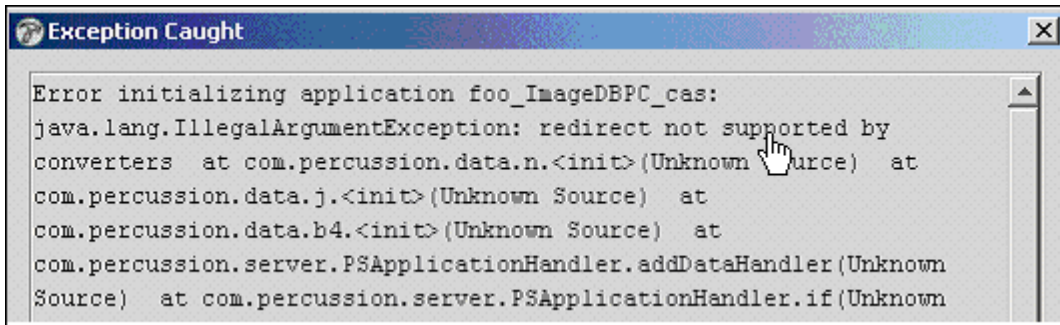 Exception Caught
Error initializing application foo_ImageDBPC_cas:
java.lang.IllegalArgumentException: redirect not supported by
converters  at com.percussion.data.n.<init>(Unknown urce)  at
com.percussion.data.j.<init>(Unknown Source)  at
com.percussion.data.b4.<init>(Unknown Source)  at
com.percussion.server.PSApplicationHandler.addDataHandler(Unknown
Source)  at com.percussion.server.PSApplicationHandler.if(Unknown